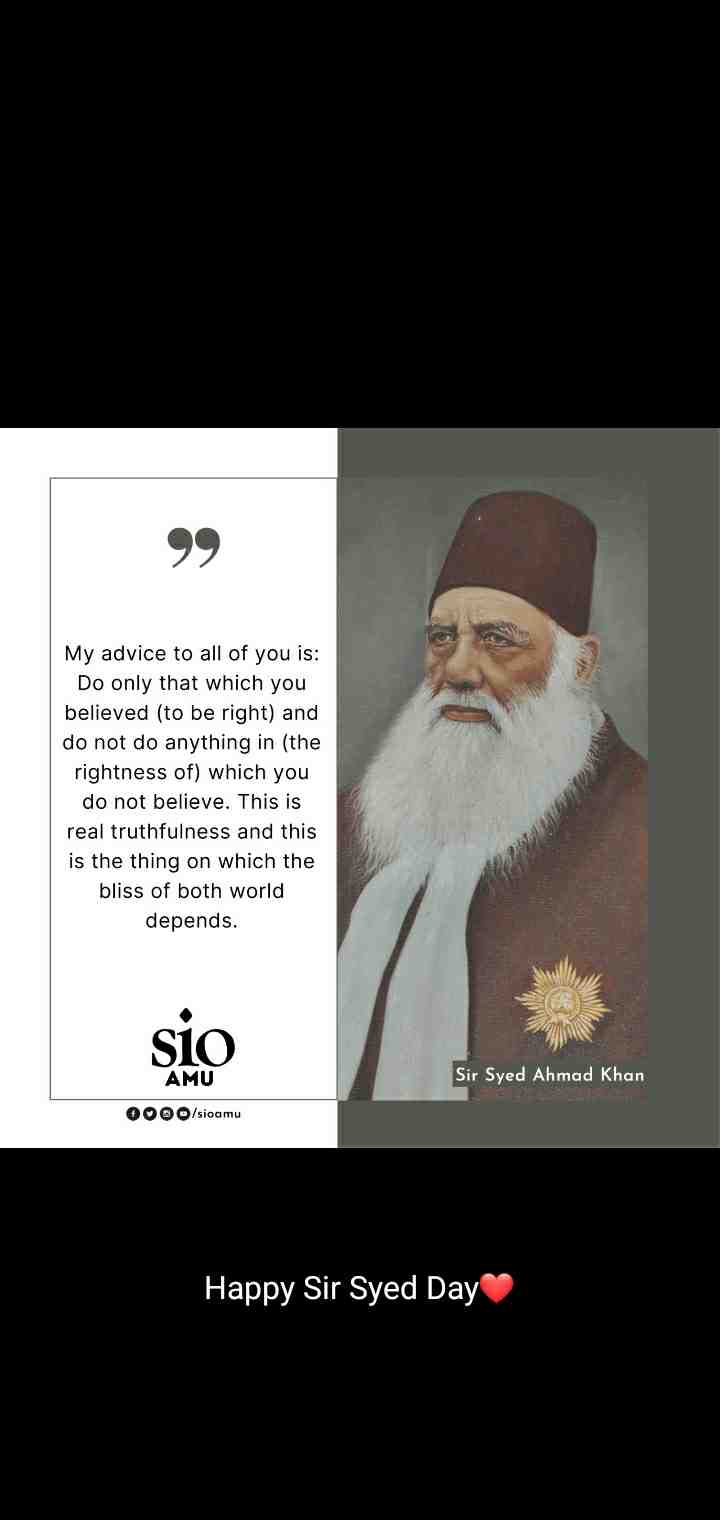 ”
My advice to all of you is:
Do only that which you
believed (to be right) and
do not do anything in (the
rightness of) which you
do not believe. This is
real truthfulness and this
is the thing on which the
bliss of both world
depends.
sio
AMU
/sioamu
Sir Syed Ahmad Khan
Happy Sir Syed Day❤️